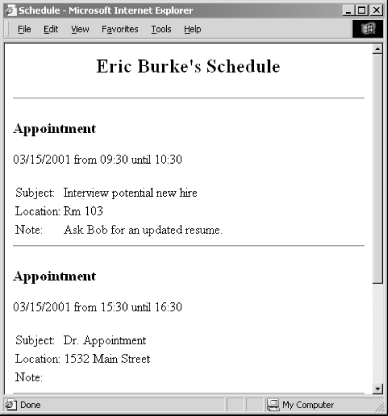 Schedule - Microsoft Internet Explorer
File Edit View Favorites Tools Help
Eric Burke's Schedule
Appointment
03/15/2001 from 09:30 until 10:30
Subject: Interview potential new hire
Location: Rm 103
Note: Ask Bob for an updated resume.
Appointment
03/15/2001 from 15:30 until 16:30
Subject: Dr. Appointment
Location: 1532 Main Street
Note:
Done My Computer